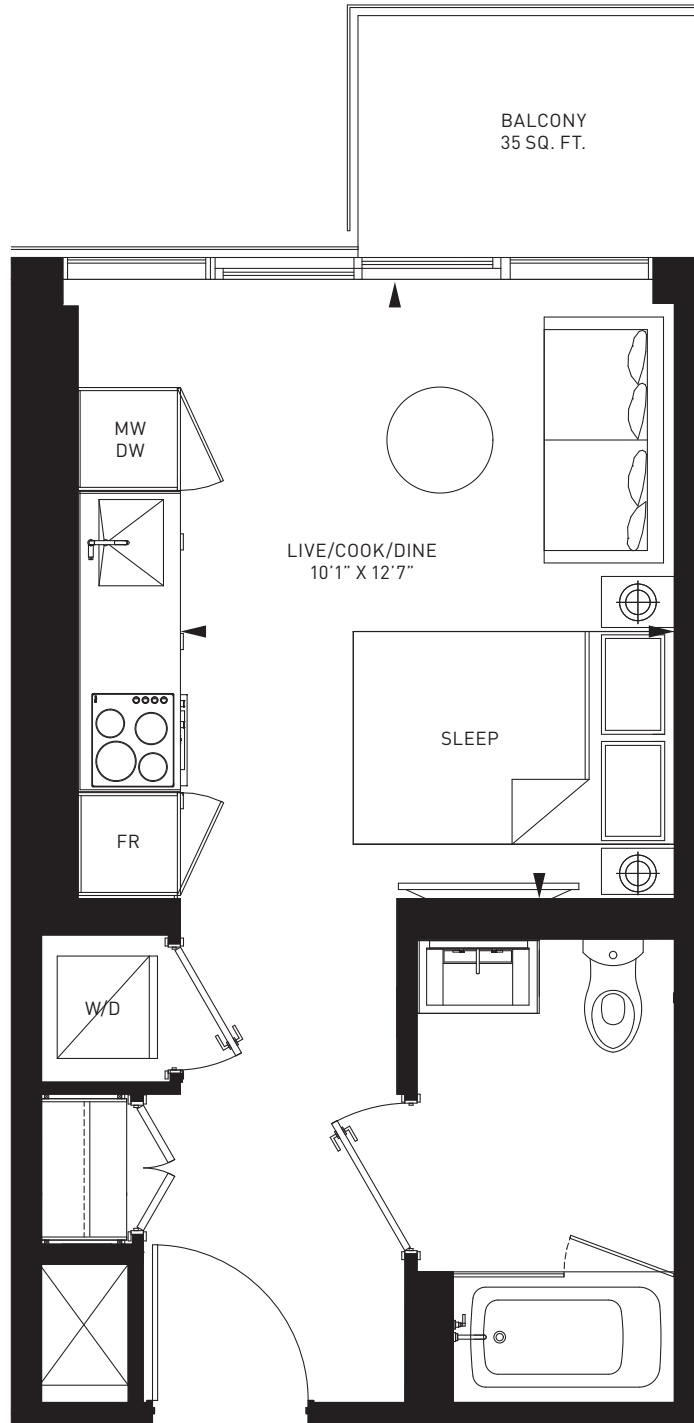 BALCONY
35 SQ. FT.
MW
DW
LIVE/COOK/DINE
10’1” X 12’7”
SLEEP
FR
W/D